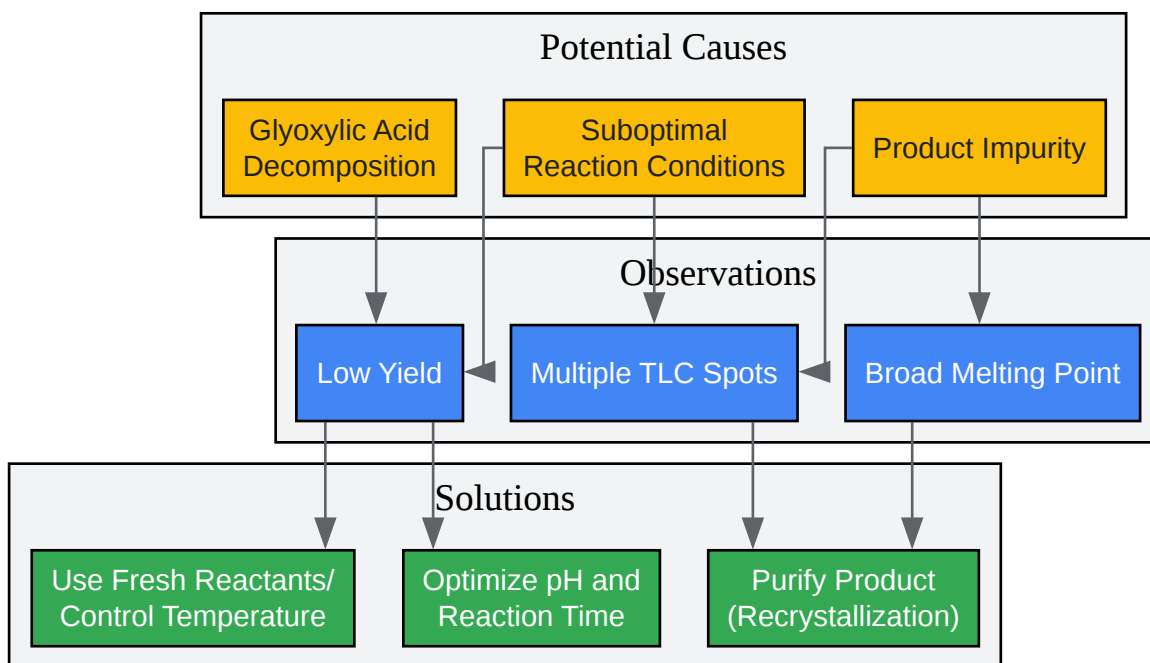 Potential Causes
Glyoxylic Acid
Decomposition
Suboptimal
Reaction Conditions
Product Impurity
Observations
Low Yield
Multiple TLC Spots
Broad Melting Point
Solutions
Use Fresh Reactants/
Control Temperature
Optimize pH and
Reaction Time
Purify Product
(Recrystallization)